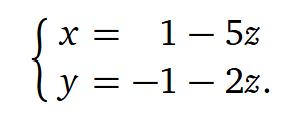 x = 1 − 5z
y = −1 − 2z.